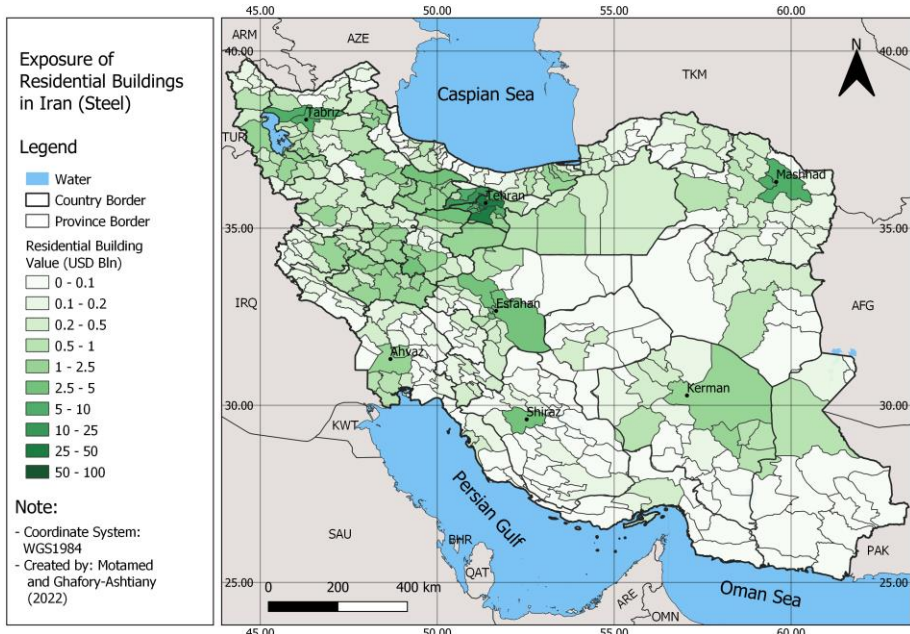 Exposure of
Residential Buildings
in Iran (Steel)
Legend
Water
Country Border
Province Border
Residential Building
Value (USD Bln)
0 - 0.1
0.1 - 0.2
0.2 - 0.5
0.5 - 1
1 - 2.5
2.5 - 5
5 - 10
10 - 25
25 - 50
50 - 100
Note:
- Coordinate System:
WGS1984
- Created by: Motamed
and Ghafory-Ashtiany
(2022)
45.00 50.00 55.00 60.00
40.00 40.00
ARM AZE
N
TKM
Caspian Sea
Tabriz
TUR
Mashhad
Tehran
35.00 35.00
IRQ AFG
Esfahan
Ahvaz
Kerman
30.00 30.00
Shiraz
KWT
Persian Gulf
SAU
BHR
PAK
QAT
25.00 25.00
Oman Sea
ARE
OMN
0 200 400 km
45.00 50.00 55.00 60.00